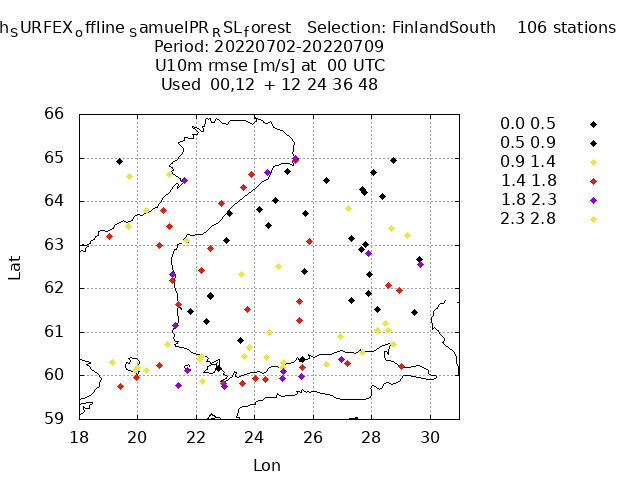 hSURFEXoffline SamuelPRRSLforest Selection: FinlandSouth 106 stations
Period: 20220702-20220709
U10m rmse [m/s] at 00 UTC
Used 00,12 + 12 24 36 48
66
65
64
63
62
61
60
59
Lat
18 20 22 24 26 28 30
Lon
0.0 0.5
0.5 0.9
0.9 1.4
1.4 1.8
1.8 2.3
2.3 2.8